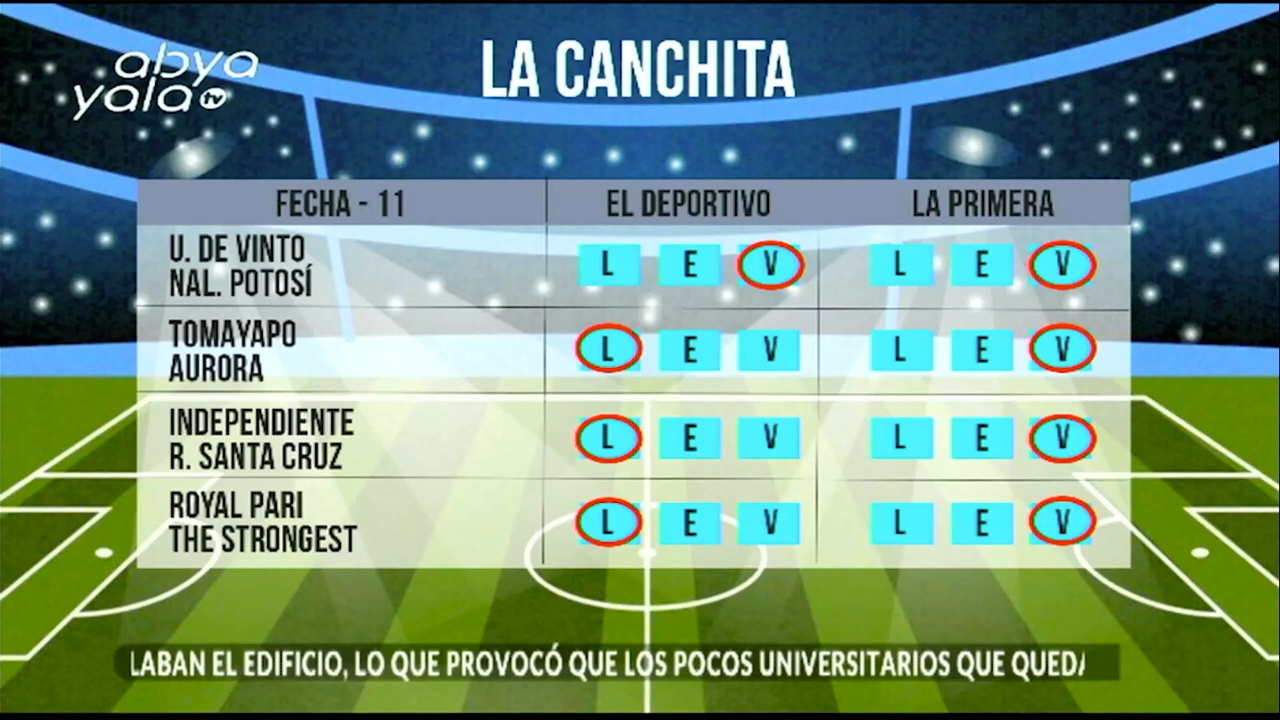 abya
yala tv
LA CANCHITA
FECHA - 11 EL DEPORTIVO LA PRIMERA
U. DE VINTO
NAL. POTOSÍ
L E V L E V
TOMAYAPO
AURORA
L E V L E V
INDEPENDIENTE
R. SANTA CRUZ
L E V L E V
ROYAL PARI
THE STRONGEST
L E V L E V
LABAN EL EDIFICIO, LO QUE PROVOCÓ QUE LOS POCOS UNIVERSITARIOS QUE QUEDA